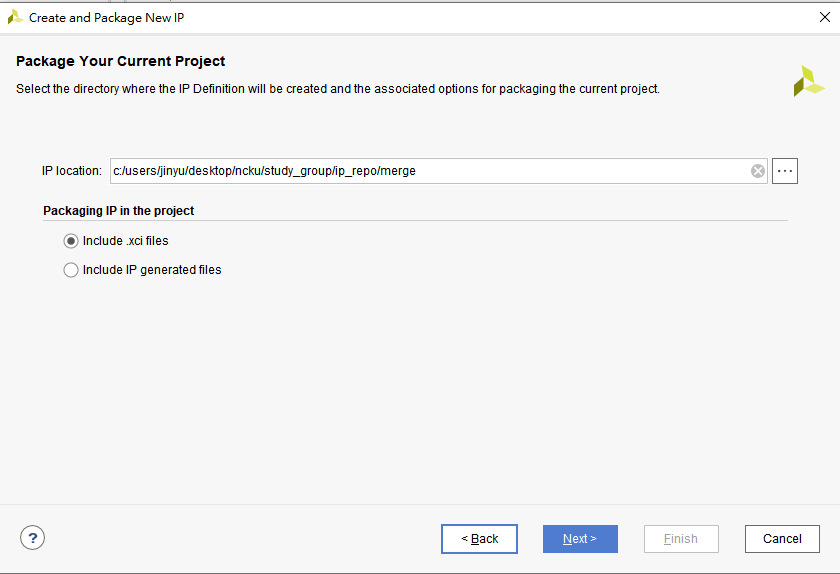 Create and Package New IP
Package Your Current Project
Select the directory where the IP Definition will be created and the associated options for packaging the current project.
IP location: c:/users/jinyu/desktop/ncku/study_group/ip_repo/merge ...
Packaging IP in the project
Include .xci files
Include IP generated files
? < Back Next > Finish Cancel